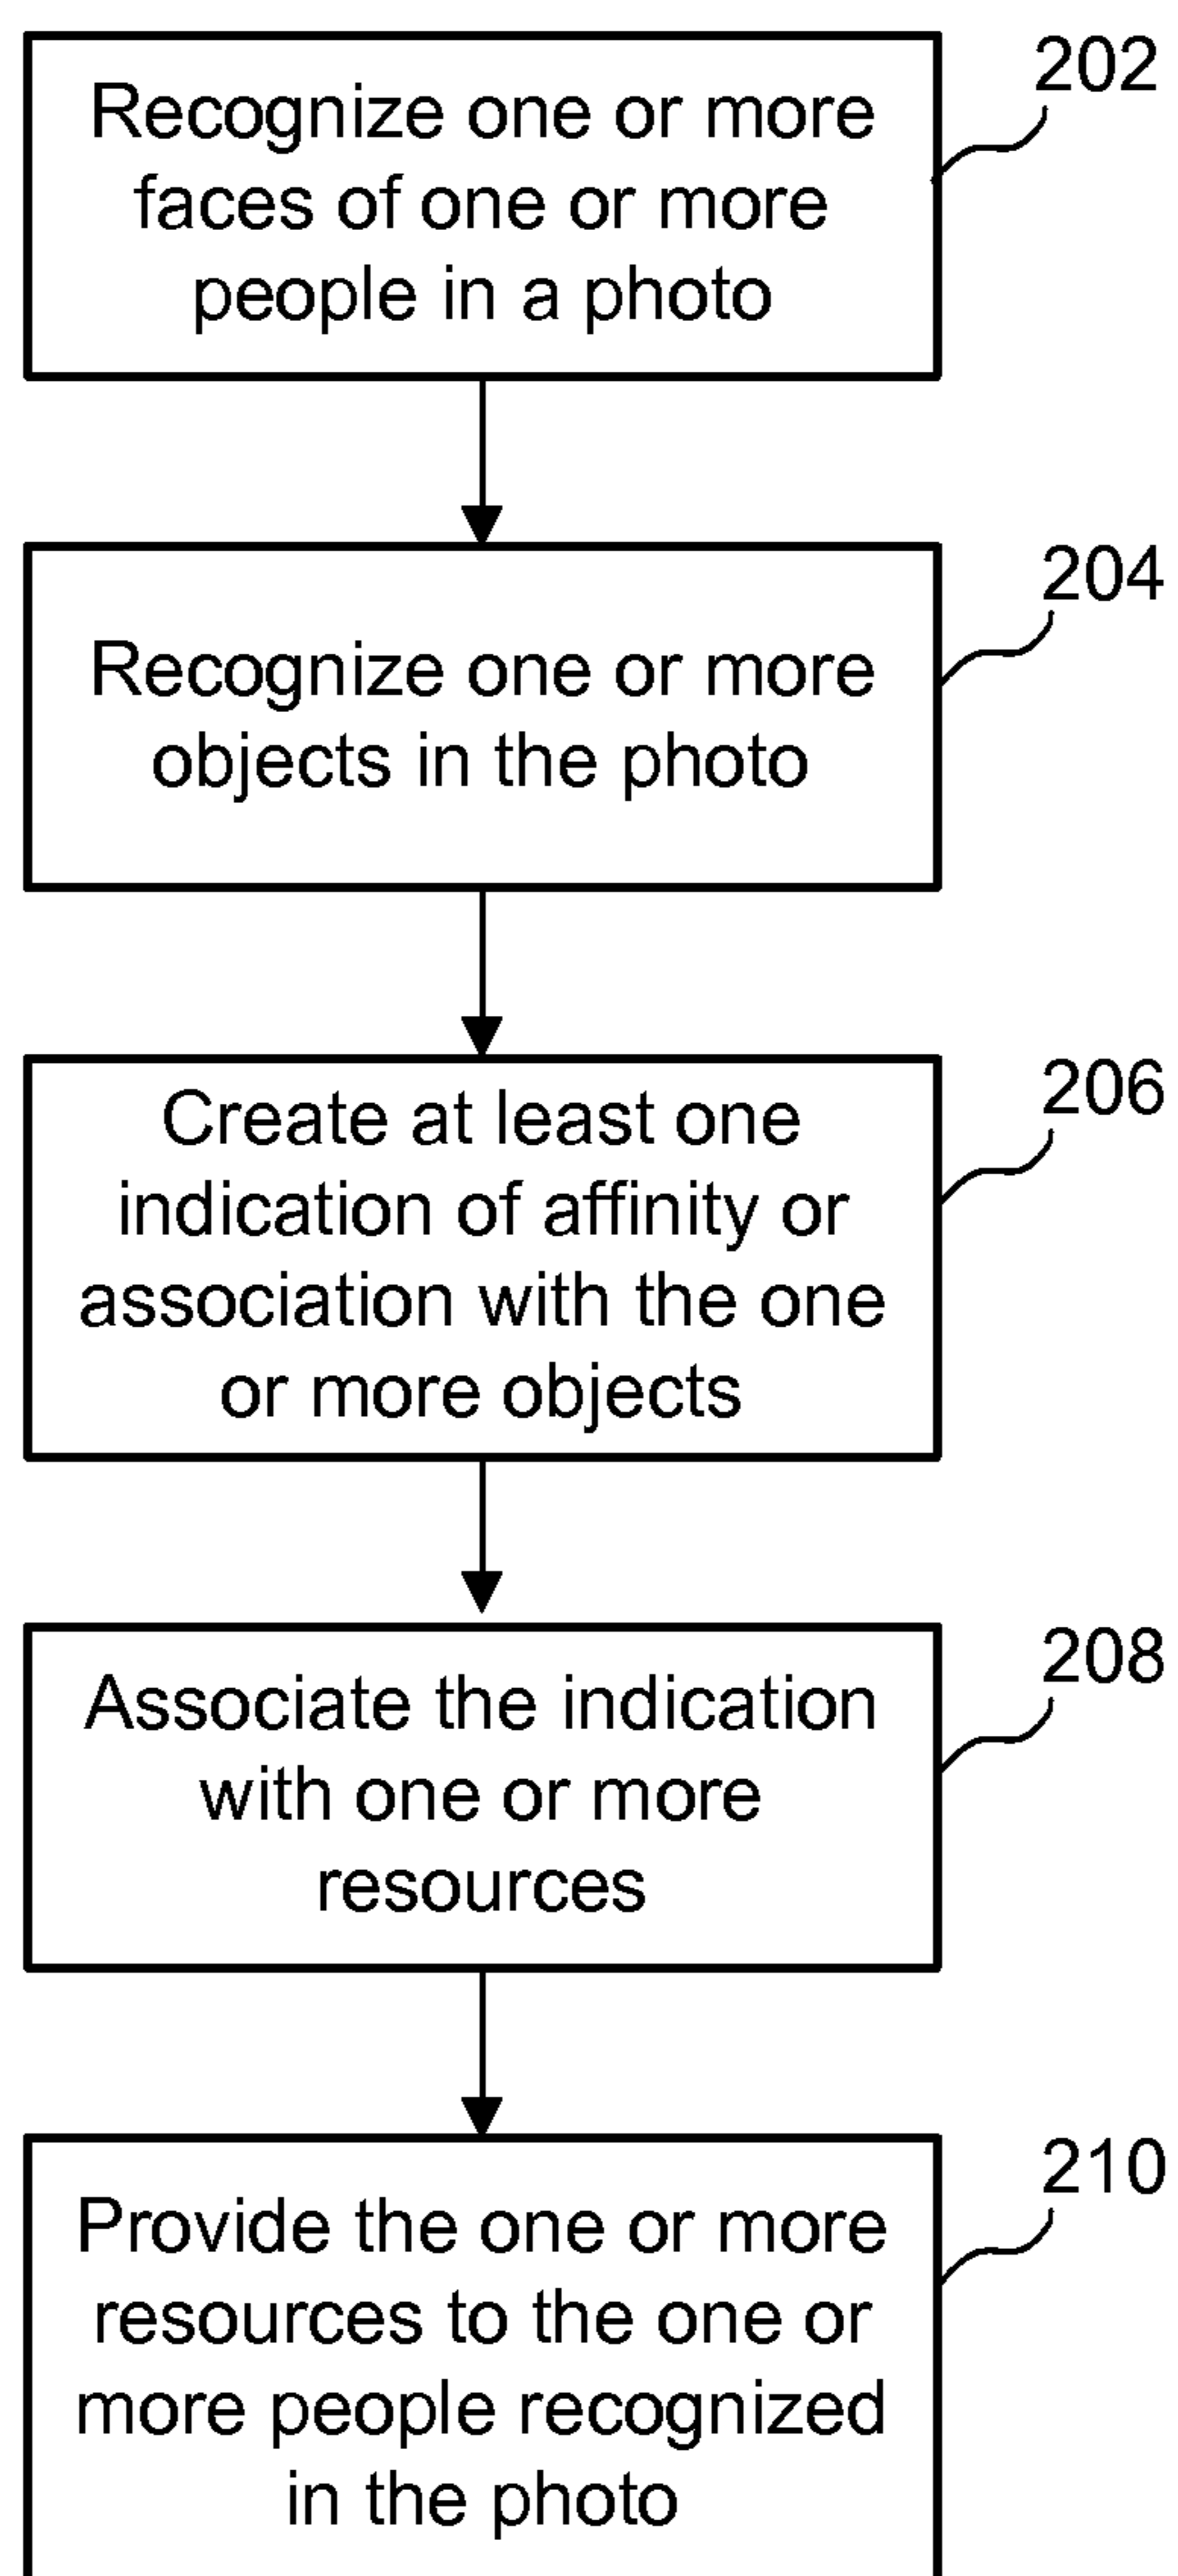 202
Recognize one or more
faces of one or more
people in a photo
204
Recognize one or more
objects in the photo
206
Create at least one
indication of affinity or
association with the one
or more objects
208
Associate the indication
with one or more
resources
210
Provide the one or more
resources to the one or
more people recognized
in the photo